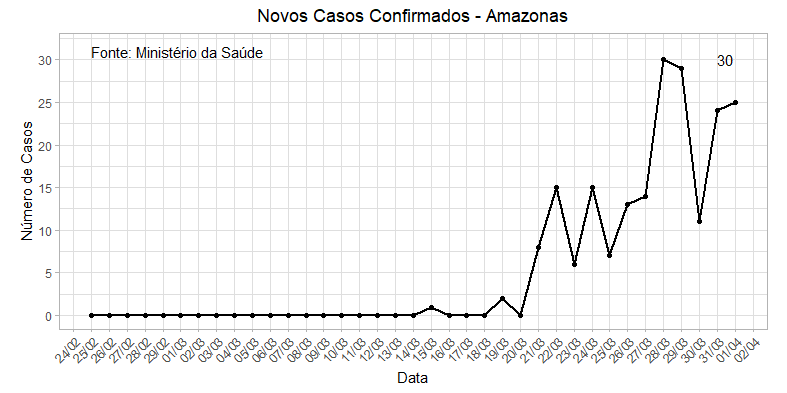 Novos Casos Confirmados - Amazonas
Fonte: Ministério da Saúde
30
30
25
20
15
10
5
0
Número de Casos
24/02 25/02 26/02 27/02 28/02 29/02 01/03 02/03 03/03 04/03 05/03 06/03 07/03 08/03 09/03 10/03 11/03 12/03 13/03 14/03 15/03 16/03 17/03 18/03 19/03 20/03 21/03 22/03 23/03 24/03 25/03 26/03 27/03 28/03 29/03 30/03 31/03 01/04 02/04
Data